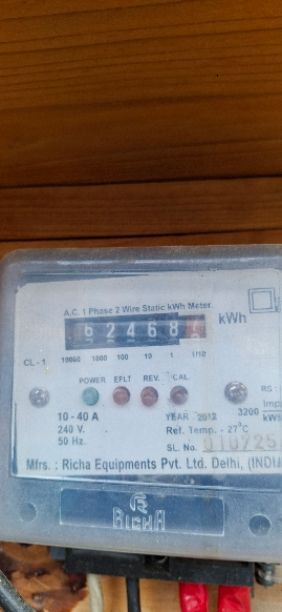 A.C. 1 Phase 2 Wire Static kWh Meter
62468
kWh
CL - 1
10000 1000 100 10 1 1/10
POWER EFLT REV. CAL.
RS :
10 - 40 A YEAR 2012 3200
240 V. Ref. Temp. - 27°C
50 Hz. SL. No. 010725
Mfrs. : Richa Equipments Pvt. Ltd. Delhi, (INDIA
RICHA